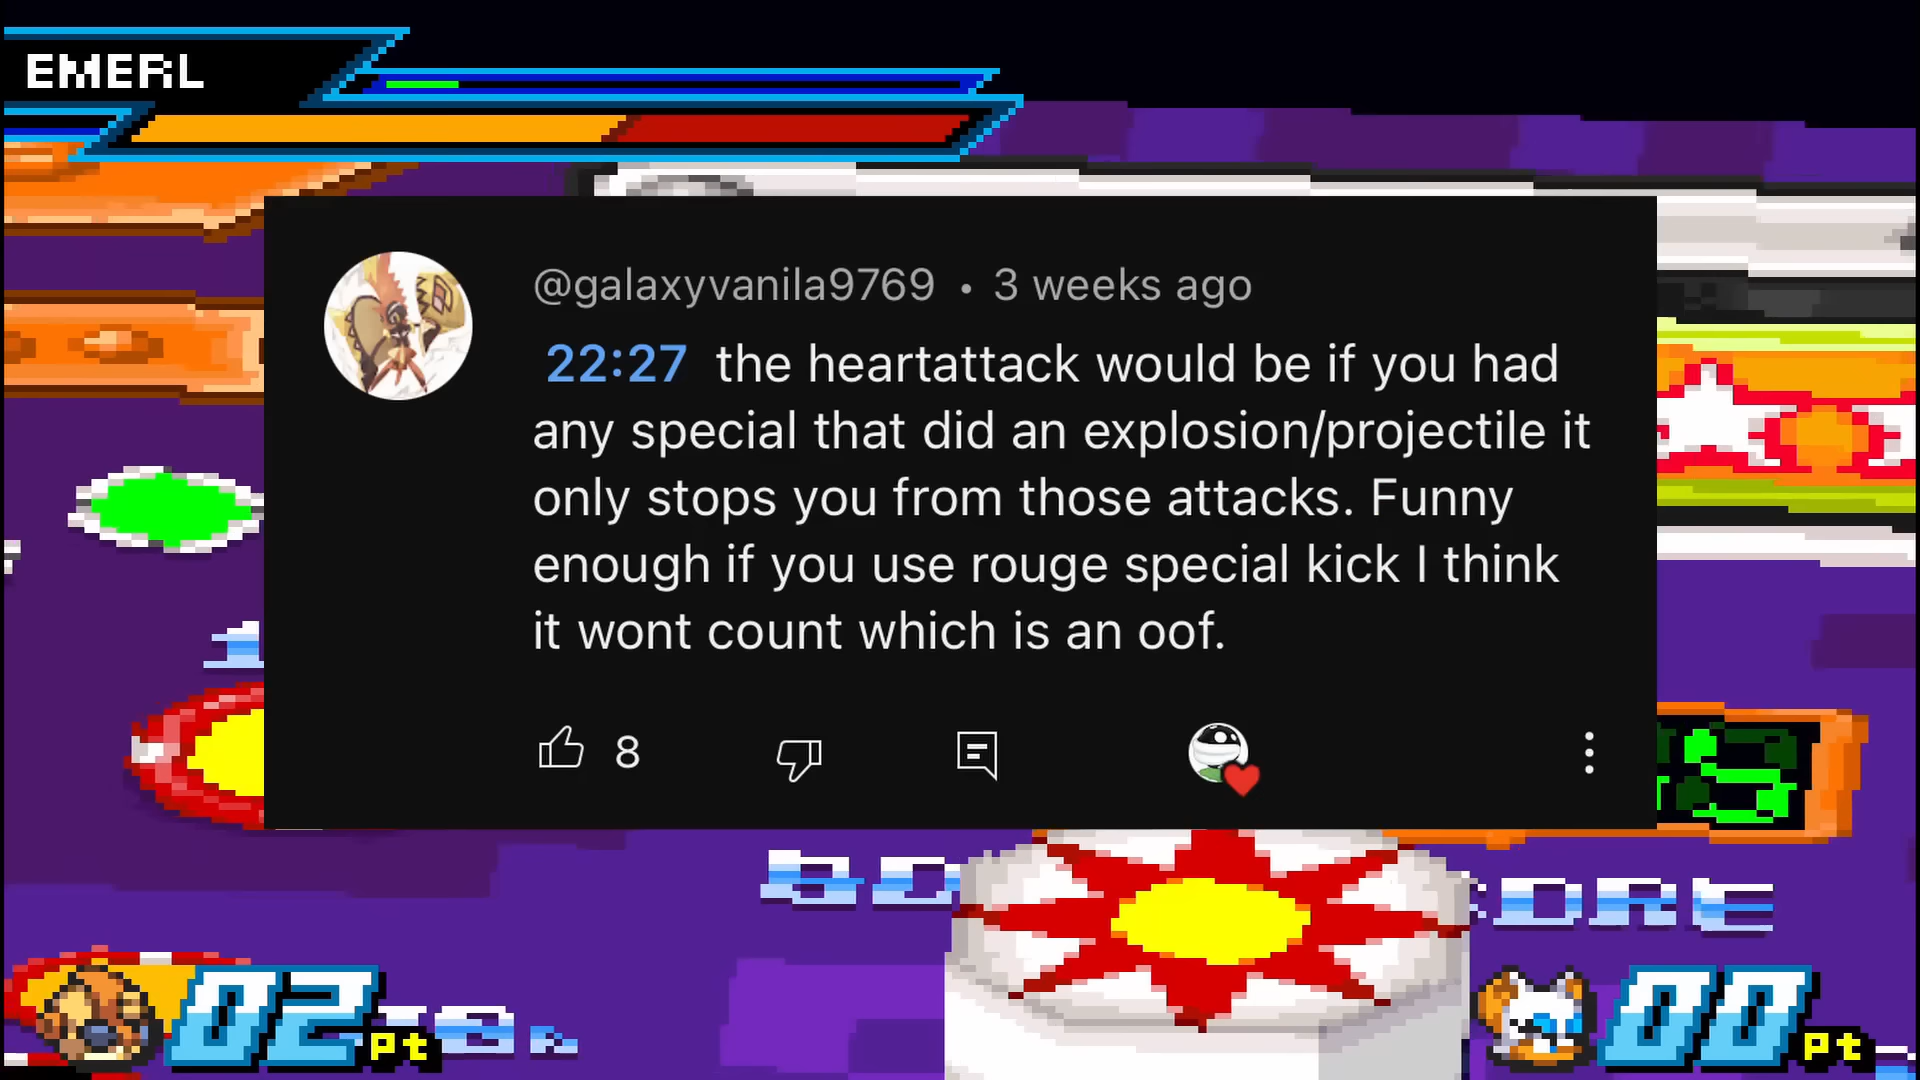 EMERL
@galaxyvanila9769 • 3 weeks ago
22:27 the heartattack would be if you had
any special that did an explosion/projectile it
only stops you from those attacks. Funny
enough if you use rouge special kick I think
it wont count which is an oof.
8
02pt
00pt